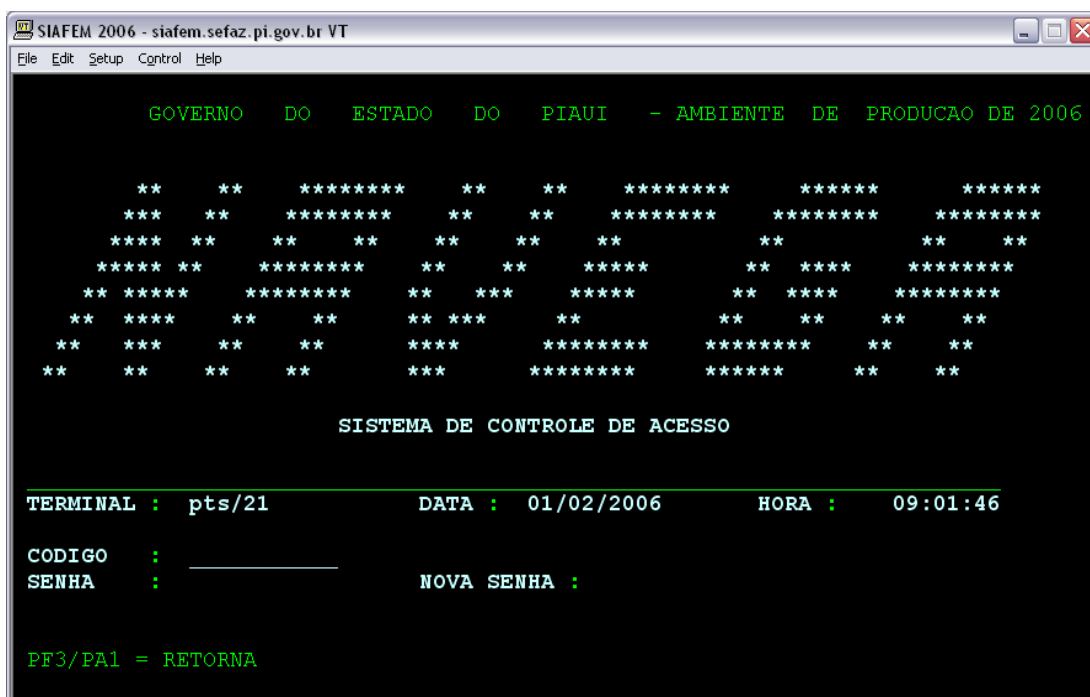 SIAFEM 2006 - siafem.sefaz.pi.gov.br VT
File Edit Setup Control Help
GOVERNO DO ESTADO DO PIAUI - AMBIENTE DE PRODUCAO DE 2006
NAVEGA
SISTEMA DE CONTROLE DE ACESSO
TERMINAL : pts/21 DATA : 01/02/2006 HORA : 09:01:46
CODIGO :
SENHA : NOVA SENHA :
PF3/PA1 = RETORNA